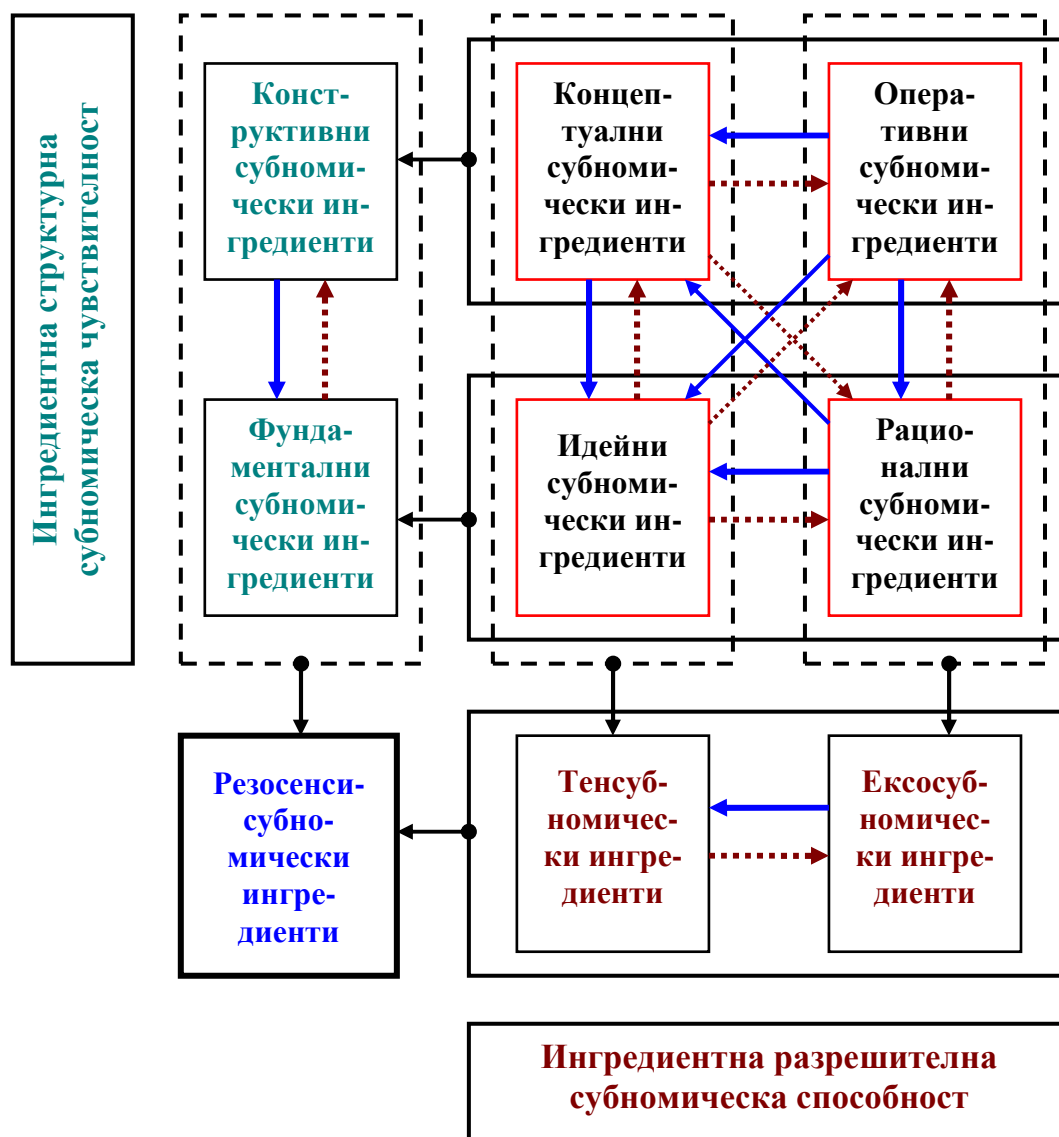 Ингредиентна структурна
субномическа чувствителност
Конст-
руктивни
субноми-
чески ин-
гредиенти
Концеп-
туални
субноми-
чески ин-
гредиенти
Опера-
тивни
субноми-
чески ин-
гредиенти
Фунда-
ментални
субноми-
чески ин-
гредиенти
Идейни
субноми-
чески ин-
гредиенти
Рацио-
нални
субноми-
чески ин-
гредиенти
Резосенси-
субно-
мически
ингре-
диенти
Тенсуб-
номичес-
ки ингре-
диенти
Ексосуб-
номичес-
ки ингре-
диенти
Ингредиентна разрешителна
субномическа способност